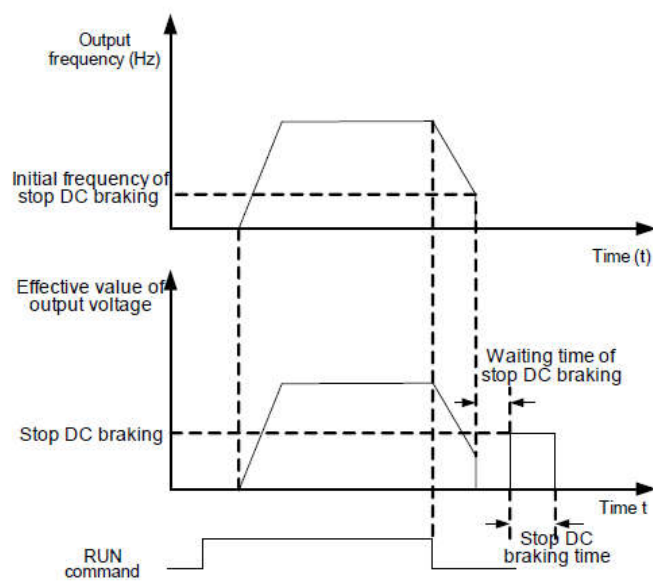 Output
frequency (Hz)
Initial frequency of
stop DC braking
Time (t)
Effective value of
output voltage
Waiting time of
stop DC braking
Stop DC braking
Time t
Stop DC
braking time
RUN
command